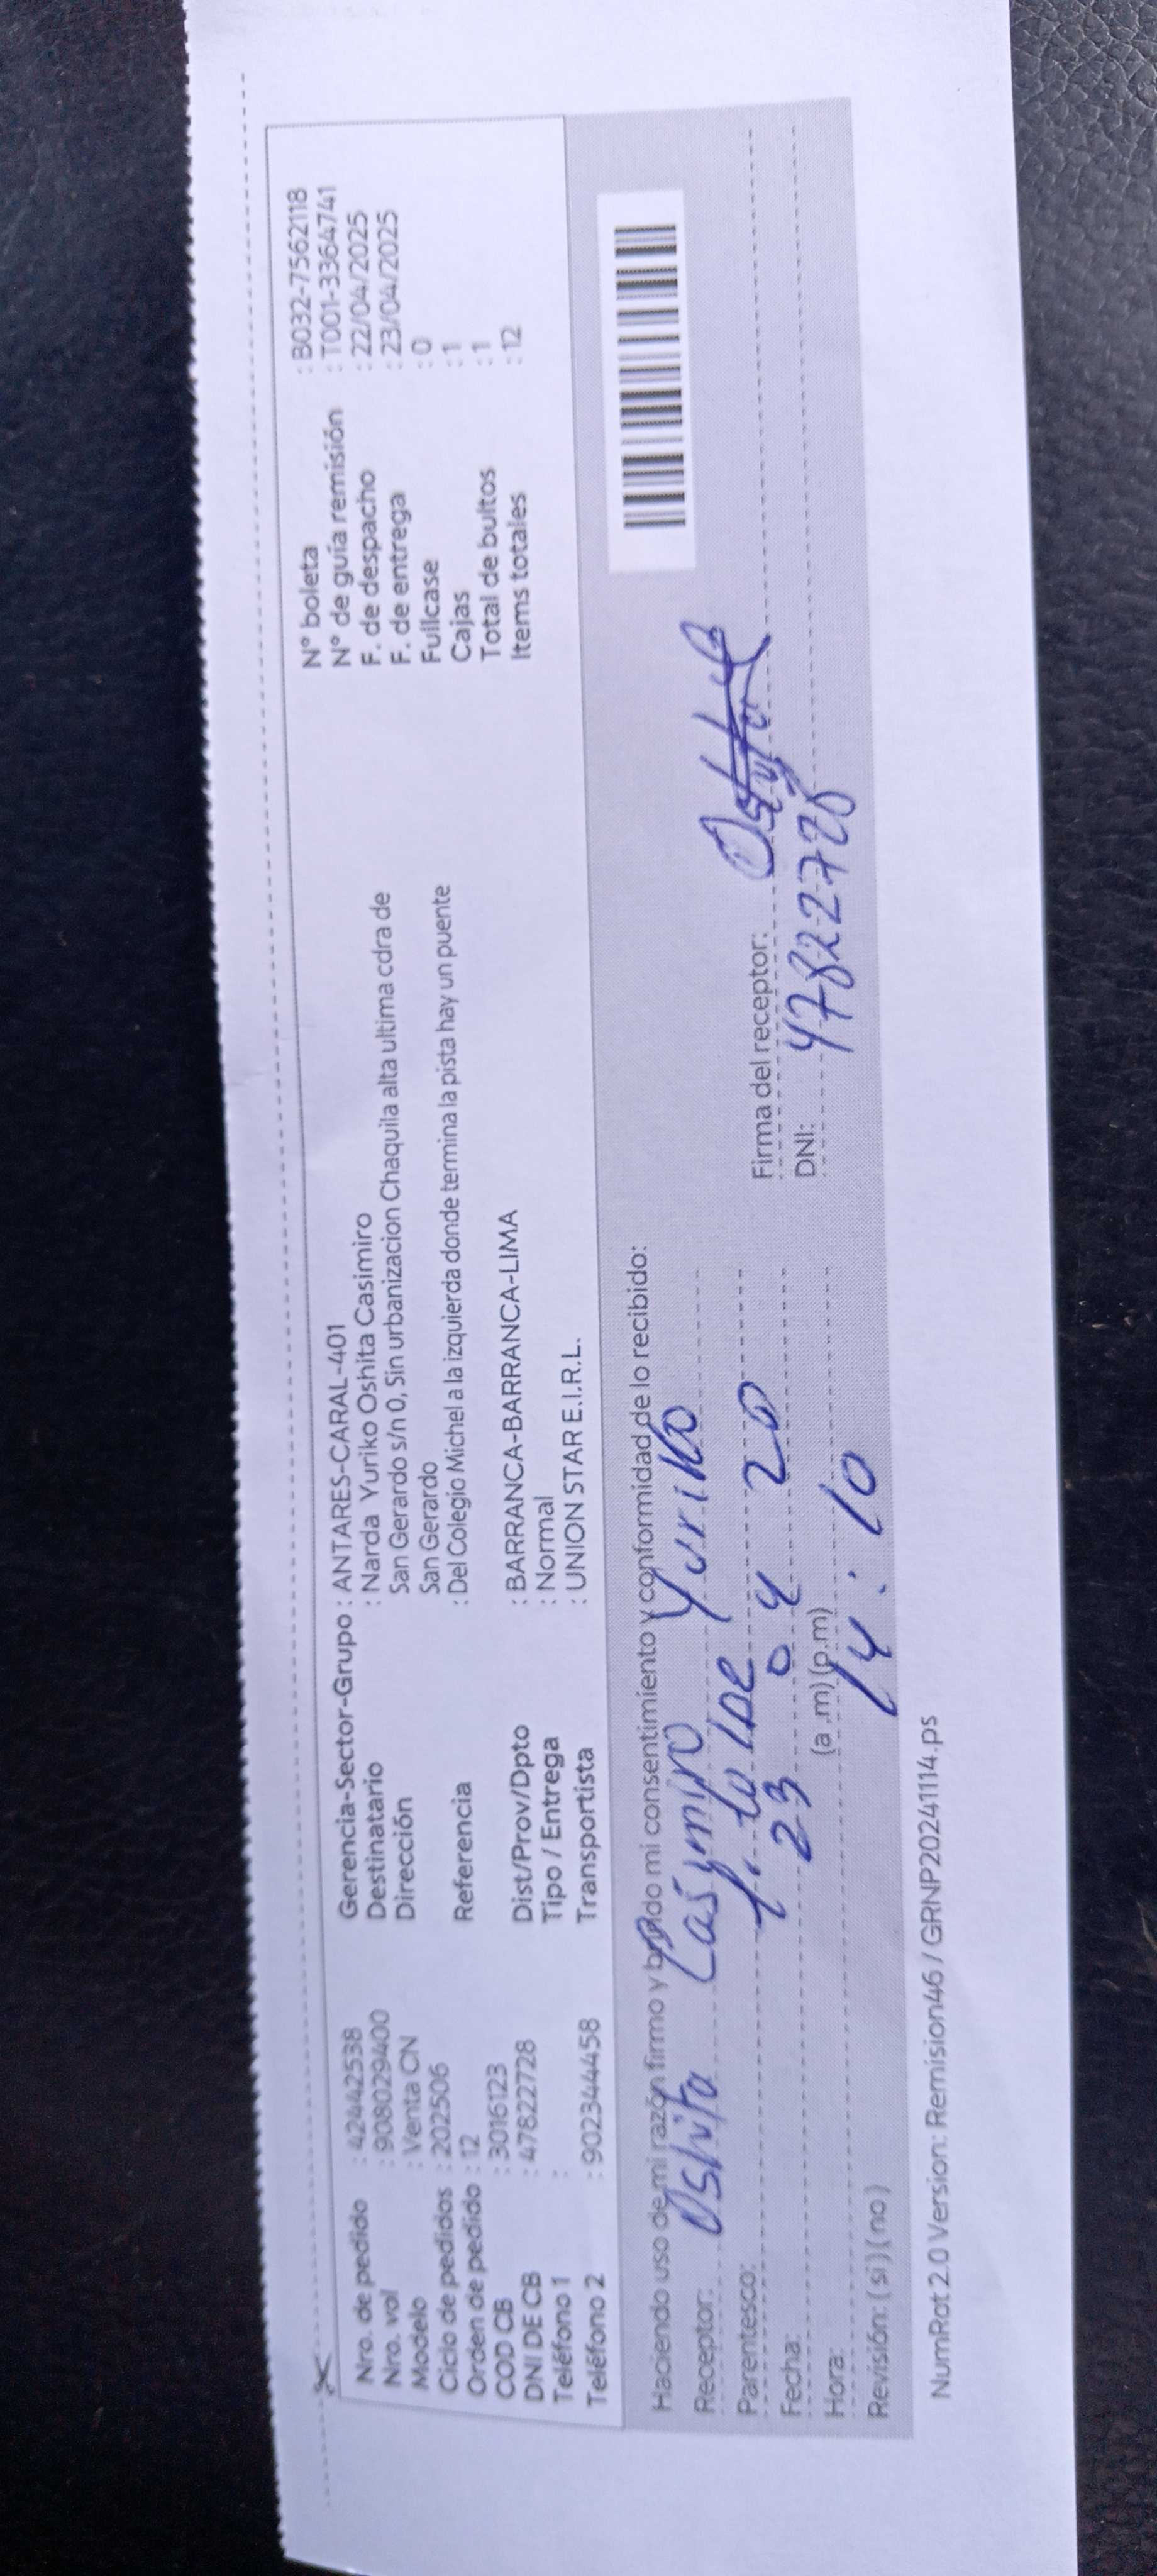 Nro. de pedido : 42442538
Nro. vol : 908029400
Modelo : Venta CN
Ciclo de pedidos : 202506
Orden de pedido : 12
COD CB : 3016123
DNI DE CB : 47822728
Teléfono 1 :
Teléfono 2 : 902344458
Gerencia-Sector-Grupo : ANTARES-CARAL-401
Destinatario : Narda Yuriko Oshita Casimiro
Dirección San Gerardo s/n 0, Sin urbanizacion Chaquila alta ultima cdra de
San Gerardo
Referencia : Del Colegio Michel a la izquierda donde termina la pista hay un puente
Dist/Prov/Dpto : BARRANCA-BARRANCA-LIMA
Tipo / Entrega : Normal
Transportista : UNION STAR E.I.R.L.
N° boleta : B032-7562118
N° de guía remisión : T001-3364741
F. de despacho : 22/04/2025
F. de entrega : 23/04/2025
Fullcase : 0
Cajas : 1
Total de bultos : 1
Items totales : 12
Haciendo uso de mi razón firmo y brindo mi consentimiento y conformidad de lo recibido:
Receptor: Oshita Casimiro Yuriko
Parentesco:
Fecha: 23 04 20
Hora: (a.m) (p.m) 14:10
Revisión: ( si ) ( no )
Firma del receptor:
DNI: 47822728
NumRot 2.0 Version: Remision46 / GRNP20241114.ps